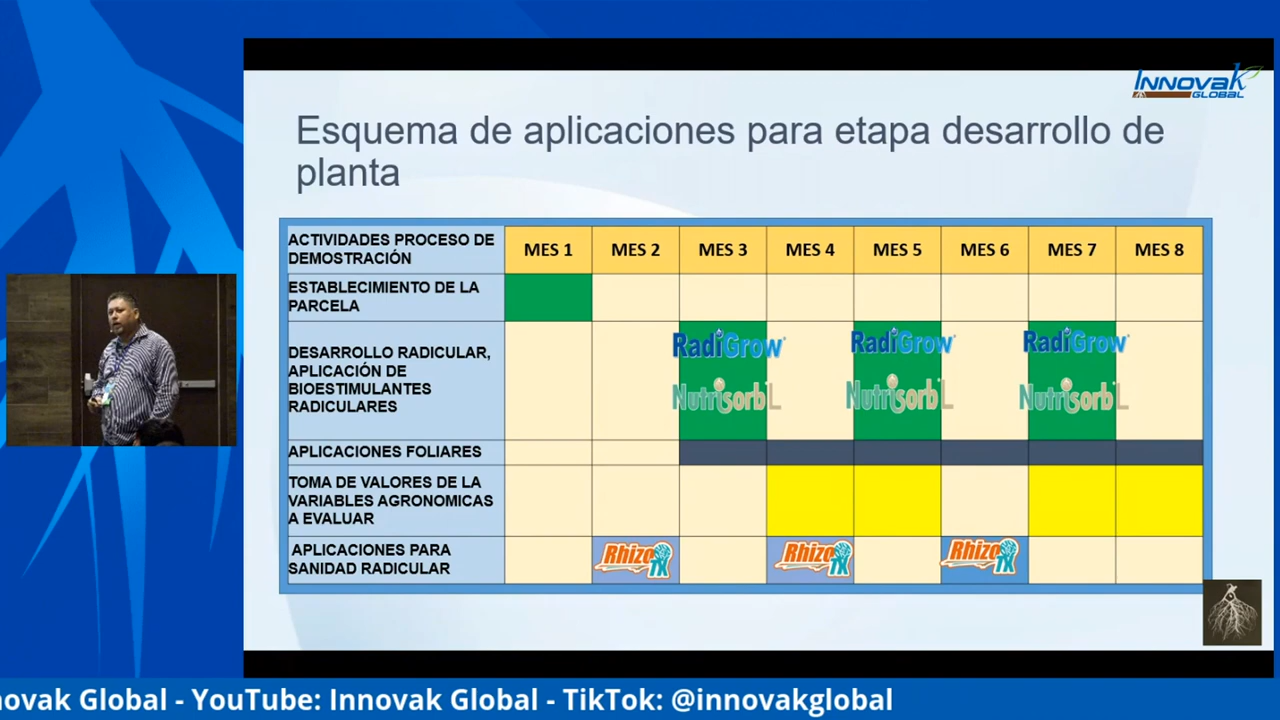 INNOVAK
GLOBAL
Esquema de aplicaciones para etapa desarrollo de
planta
ACTIVIDADES PROCESO DE
DEMOSTRACIÓN
MES 1
MES 2
MES 3
MES 4
MES 5
MES 6
MES 7
MES 8
ESTABLECIMIENTO DE LA
PARCELA
DESARROLLO RADICULAR,
APLICACIÓN DE
BIOESTIMULANTES
RADICULARES
RadiGrow
Nutrisorb L
RadiGrow
Nutrisorb L
RadiGrow
Nutrisorb L
APLICACIONES FOLIARES
TOMA DE VALORES DE LA
VARIABLES AGRONOMICAS
A EVALUAR
APLICACIONES PARA
SANIDAD RADICULAR
Rhizo TX
Rhizo TX
Rhizo TX
novak Global - YouTube: Innovak Global - TikTok: @innovakglobal